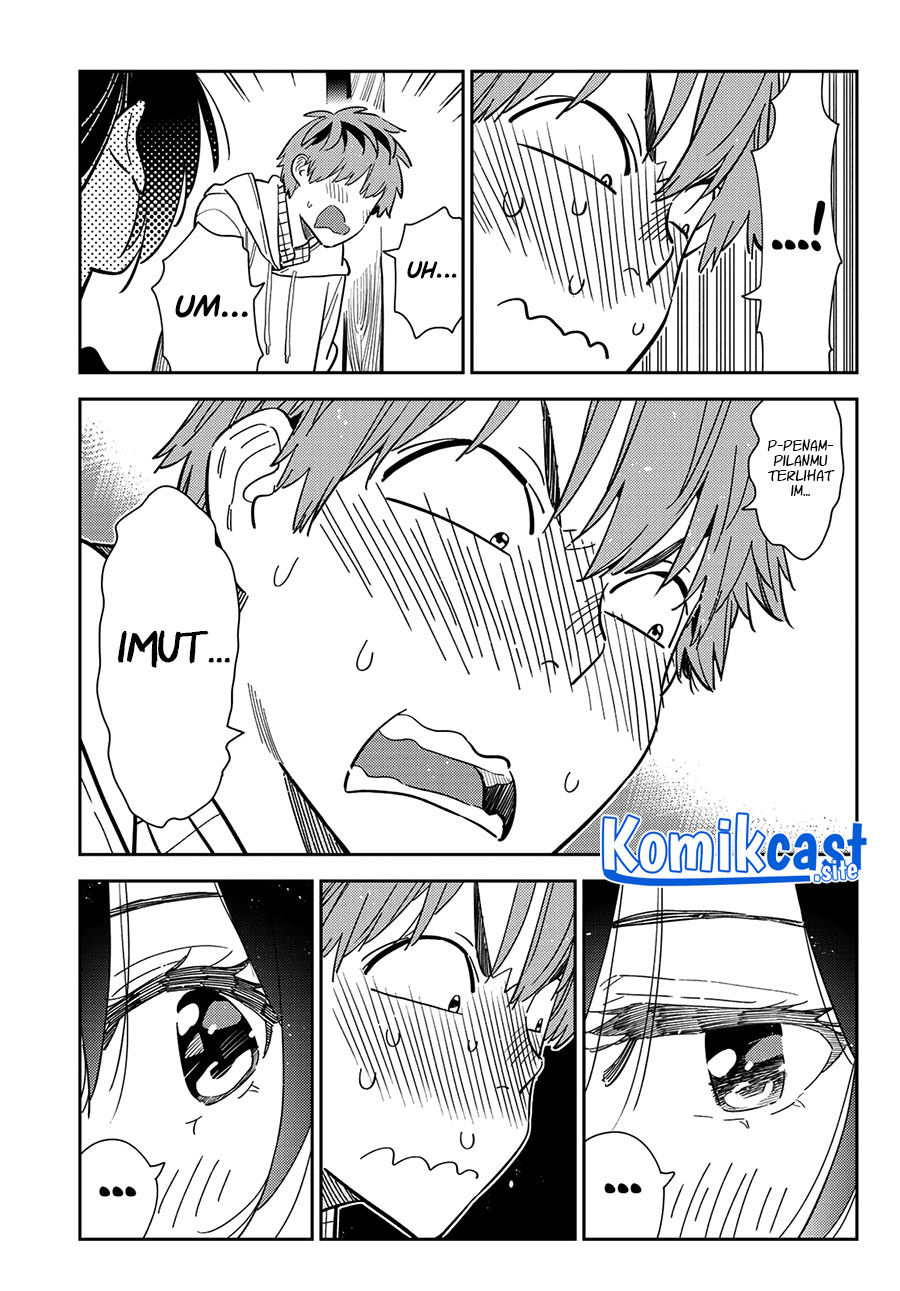 ....!
UH...
UM...
P-PENAM-
PILANMU
TERLIHAT
IM...
IMUT...
Komikcast
.site
...
...